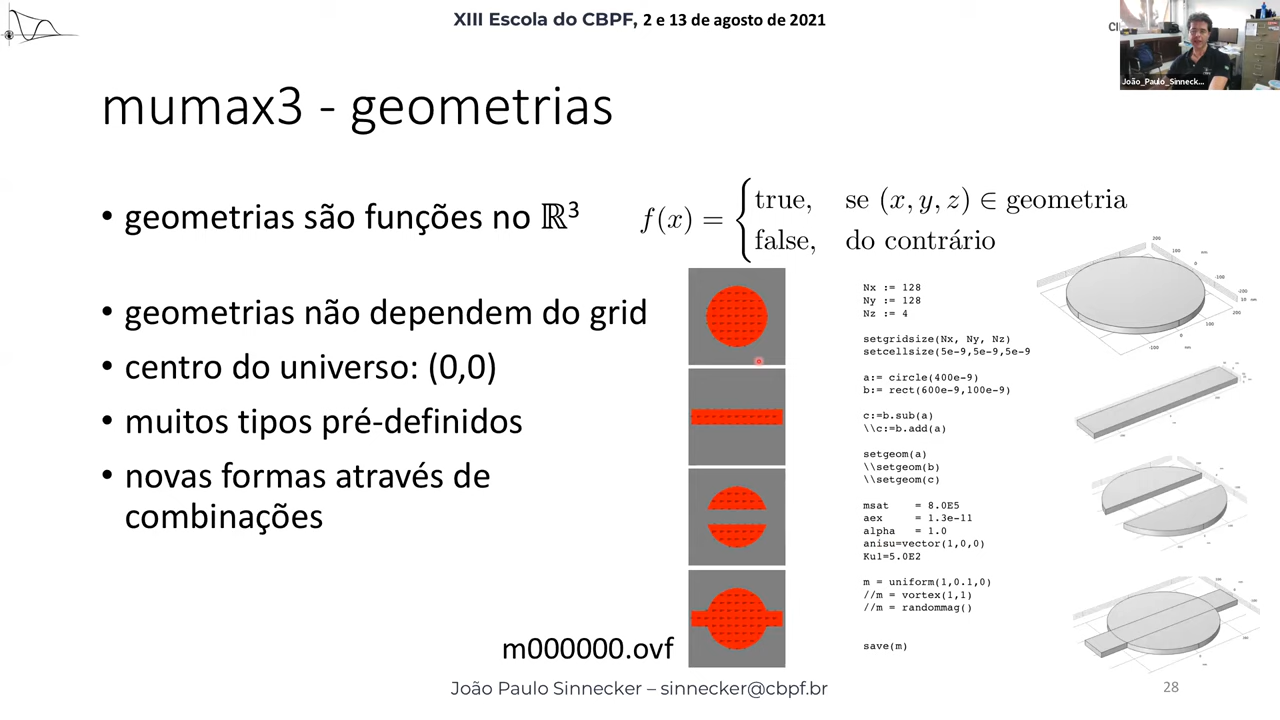 XIII Escola do CBPF, 2 e 13 de agosto de 2021
João_Paulo_Sinneck...
mumax3 - geometrias
• geometrias são funções no ℝ³
f(x) = { true, se (x, y, z) ∈ geometria
false, do contrário
• geometrias não dependem do grid
• centro do universo: (0,0)
• muitos tipos pré-definidos
• novas formas através de
combinações
m000000.ovf
Nx := 128
Ny := 128
Nz := 4
setgridsize(Nx, Ny, Nz)
setcellsize(5e-9,5e-9,5e-9
a:= circle(400e-9)
b:= rect(600e-9,100e-9)
c:=b.sub(a)
\\c:=b.add(a)
setgeom(a)
\\setgeom(b)
\\setgeom(c)
msat = 8.0E5
aex = 1.3e-11
alpha = 1.0
anisu=vector(1,0,0)
Ku1=5.0E2
m = uniform(1,0.1,0)
//m = vortex(1,1)
//m = randommag()
save(m)
João Paulo Sinnecker – sinnecker@cbpf.br
28